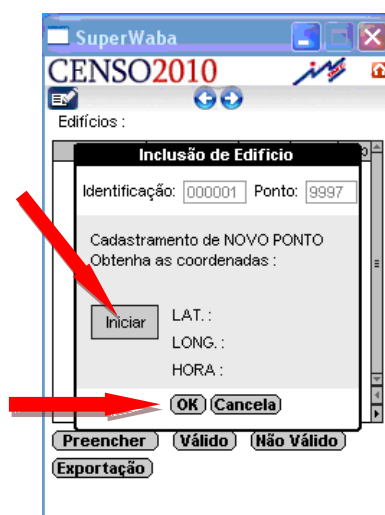 SuperWaba
CENSO2010
Edifícios :
Inclusão de Edificio
Identificação: 000001 Ponto: 9997
Cadastramento de NOVO PONTO
Obtenha as coordenadas :
Iniciar
LAT. :
LONG. :
HORA :
OK Cancela
Preencher Válido Não Válido
Exportação